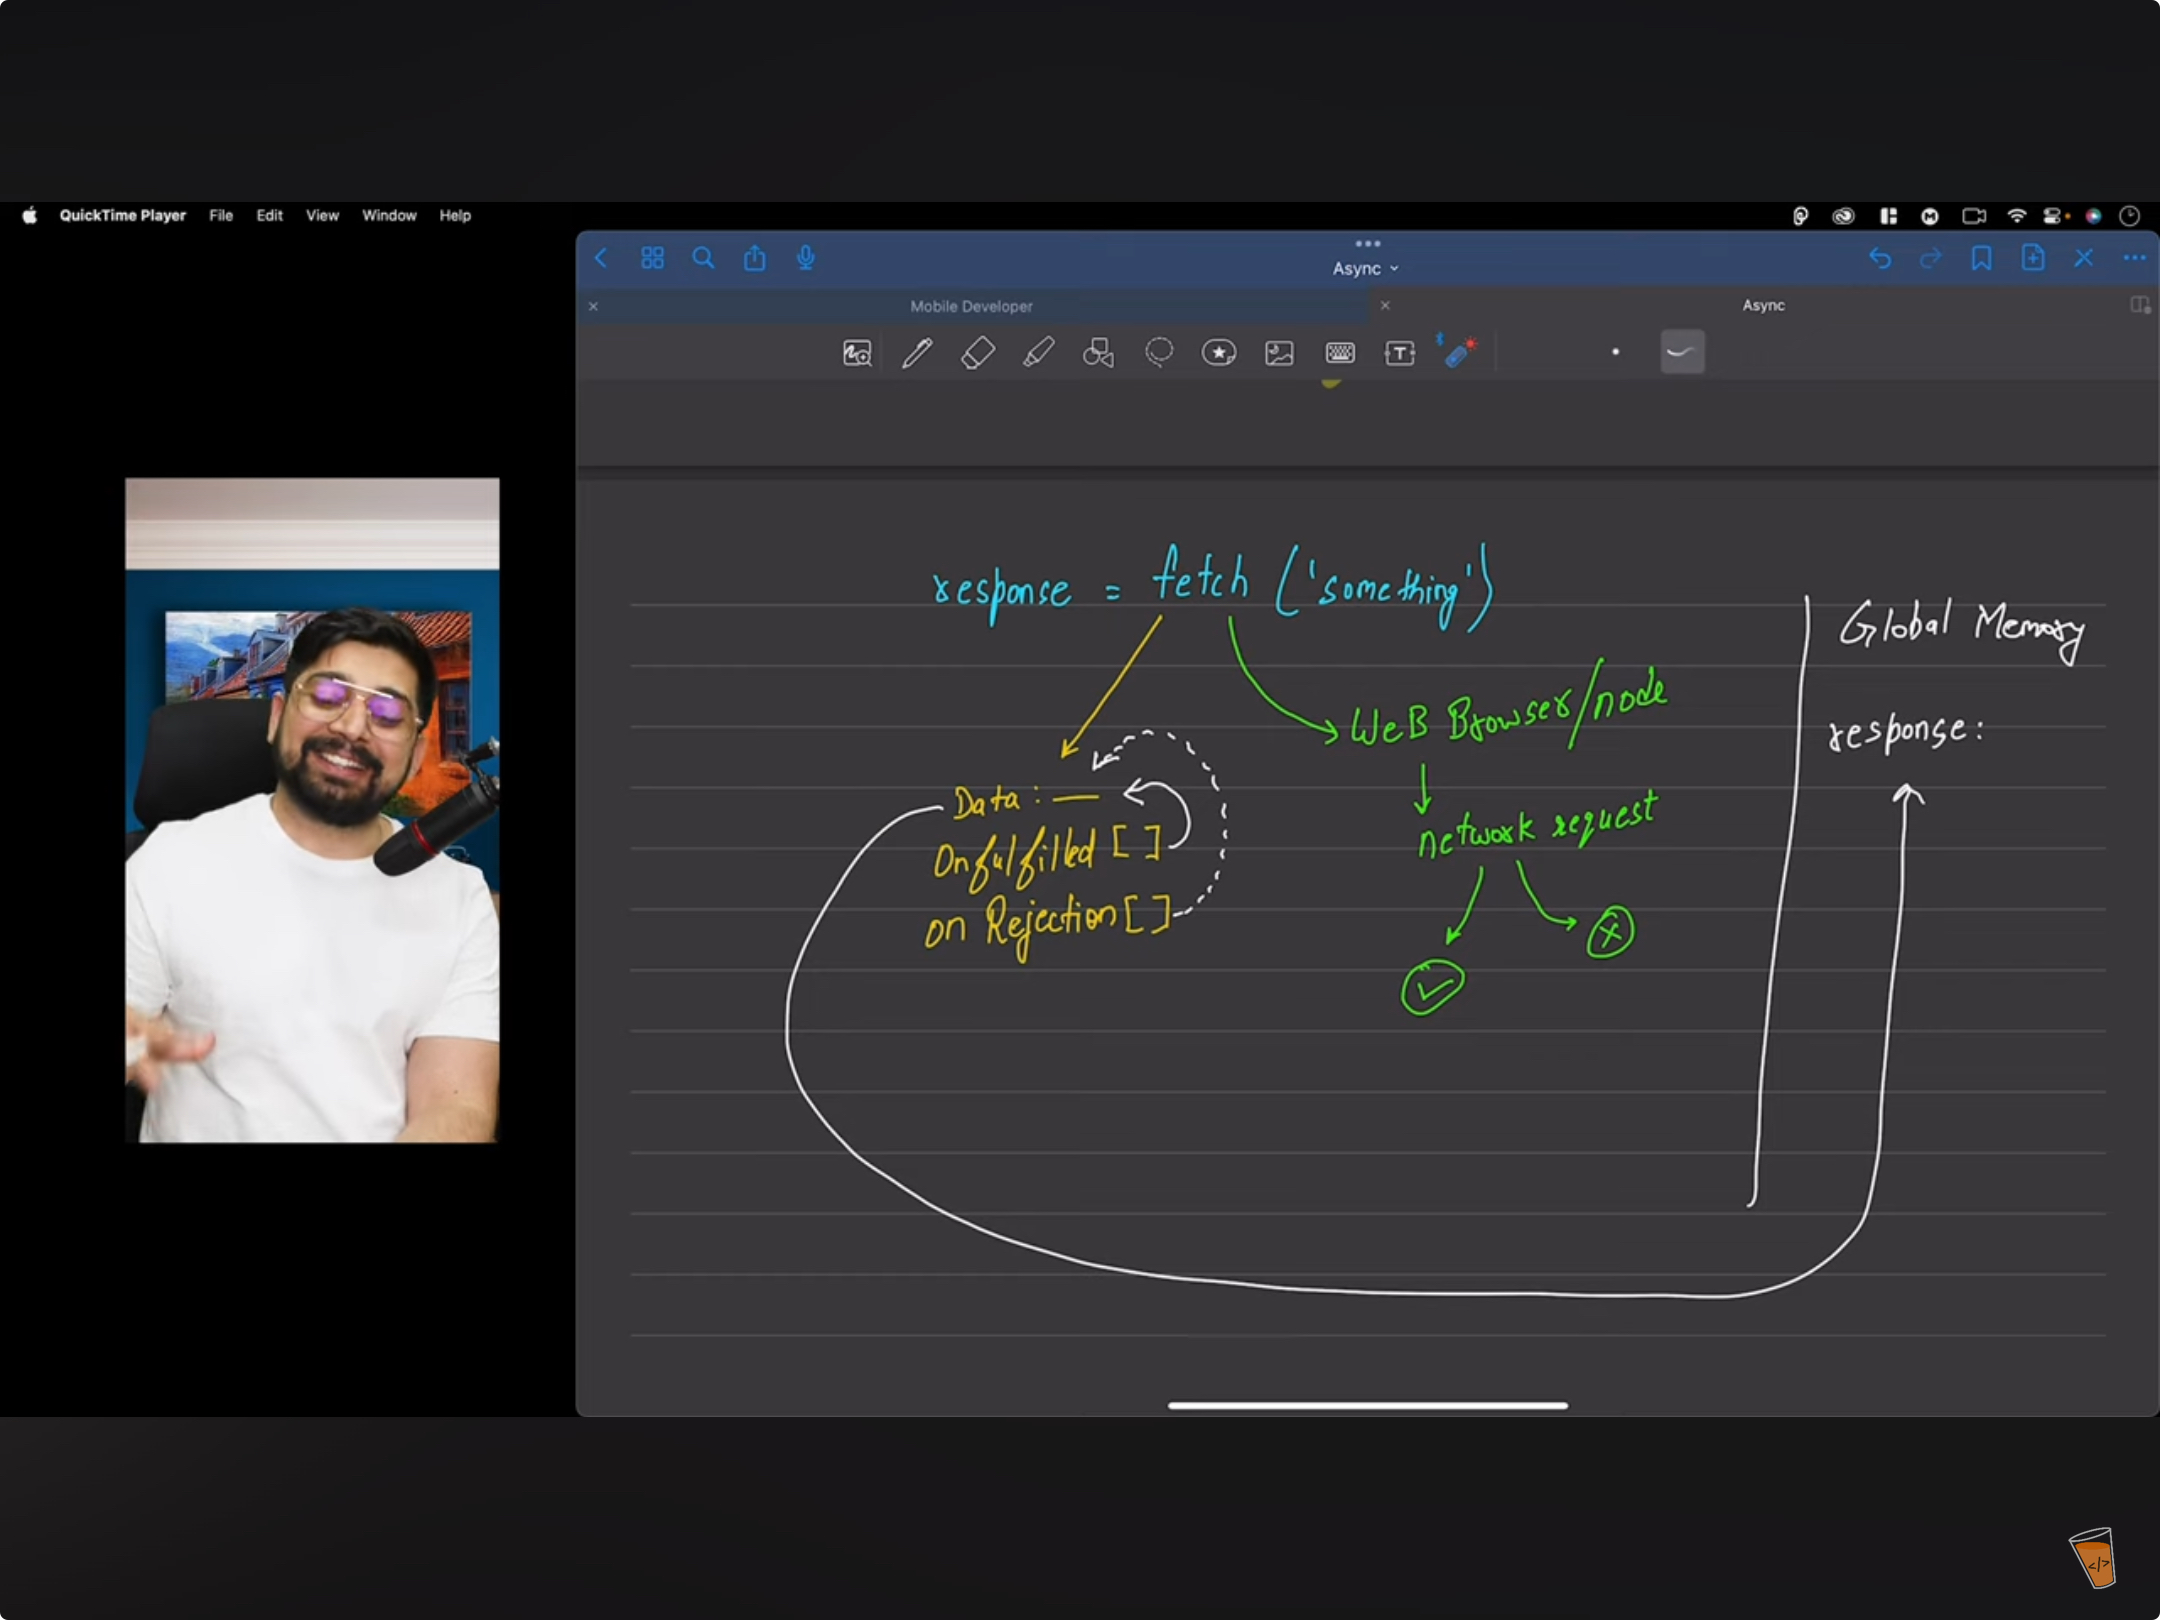 QuickTime Player File Edit View Window Help
Async
Mobile Developer
Async
response = fetch ('something')
Global Memory
WeB Browser/node
response:
Data: —
network request
Onfulfilled [ ]
on Rejection [ ]